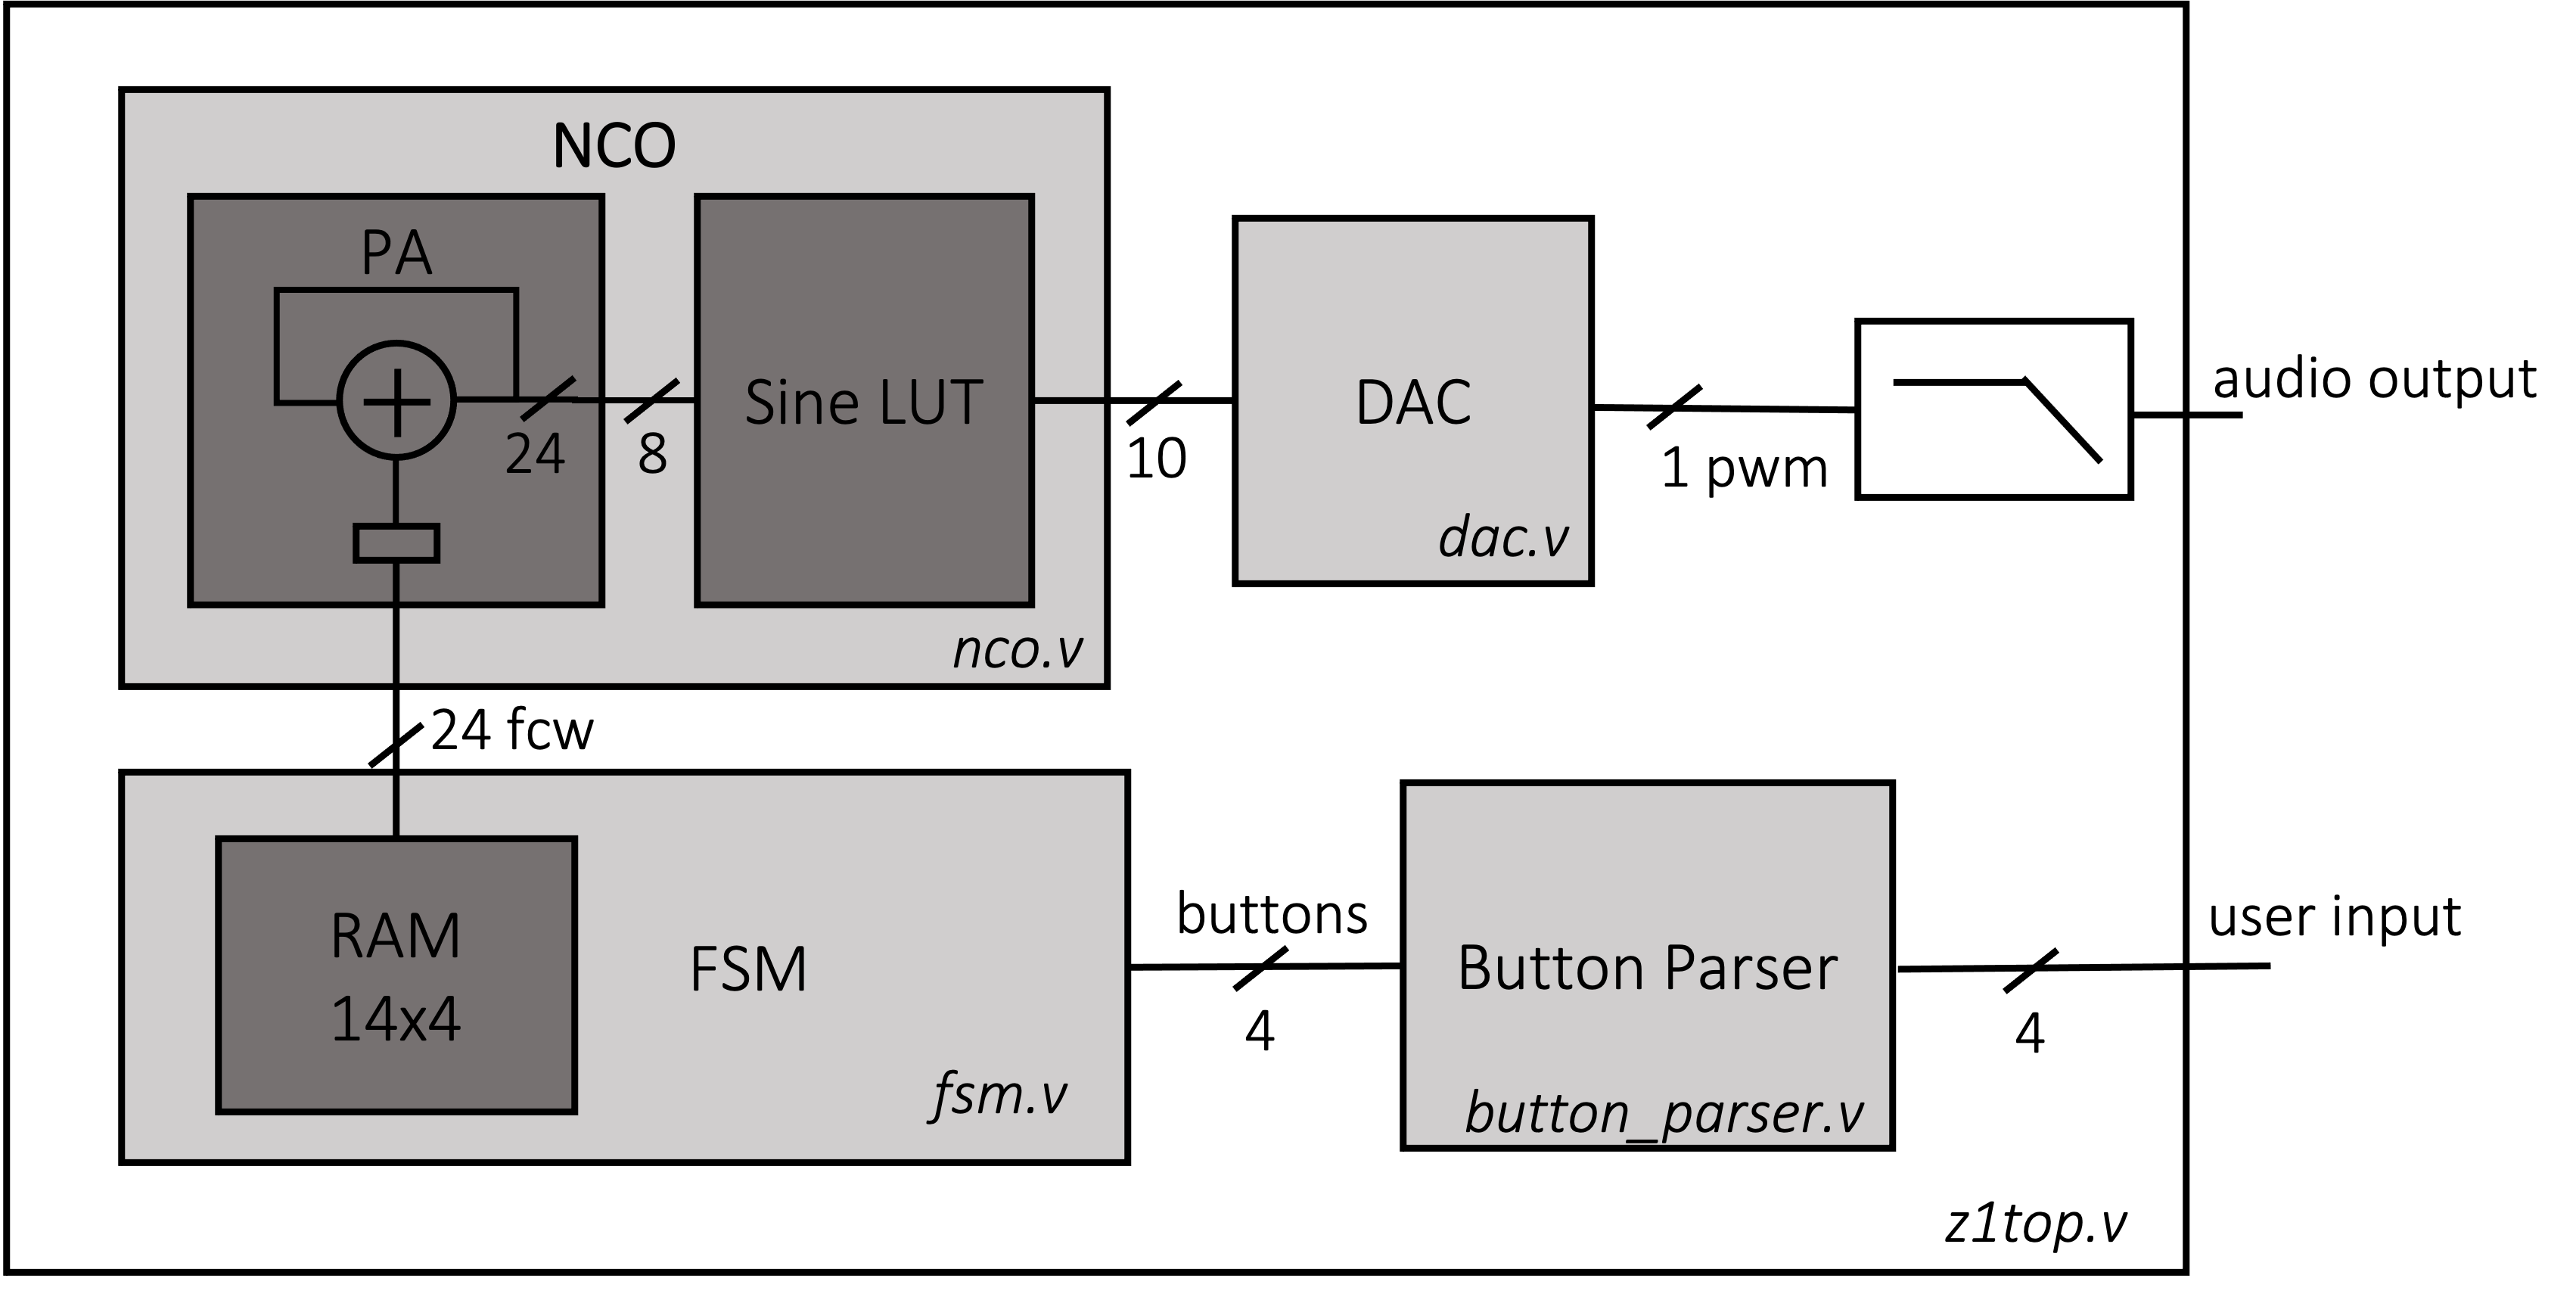 NCO
PA
24
8
Sine LUT
10
nco.v
DAC
dac.v
1 pwm
audio output
24 fcw
RAM
14x4
FSM
fsm.v
buttons
4
Button Parser
button_parser.v
4
user input
z1top.v